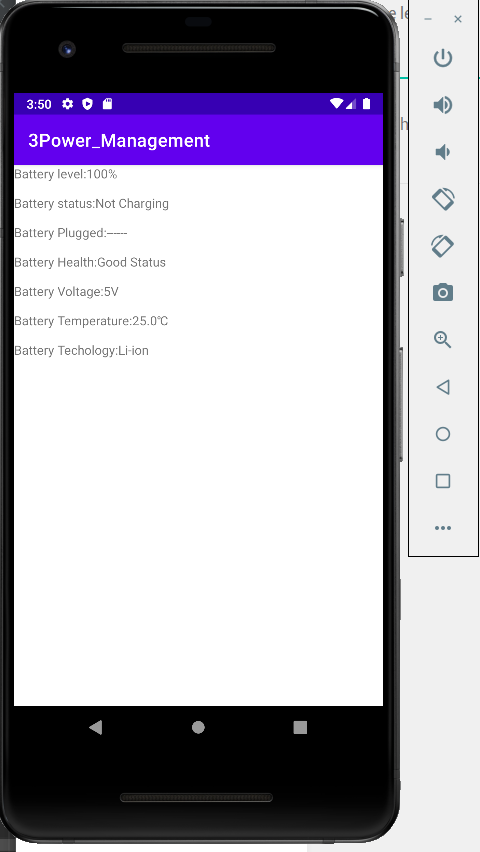 le
h
3:50
3Power_Management
Battery level:100%
Battery status:Not Charging
Battery Plugged:-----
Battery Health:Good Status
Battery Voltage:5V
Battery Temperature:25.0℃
Battery Techology:Li-ion